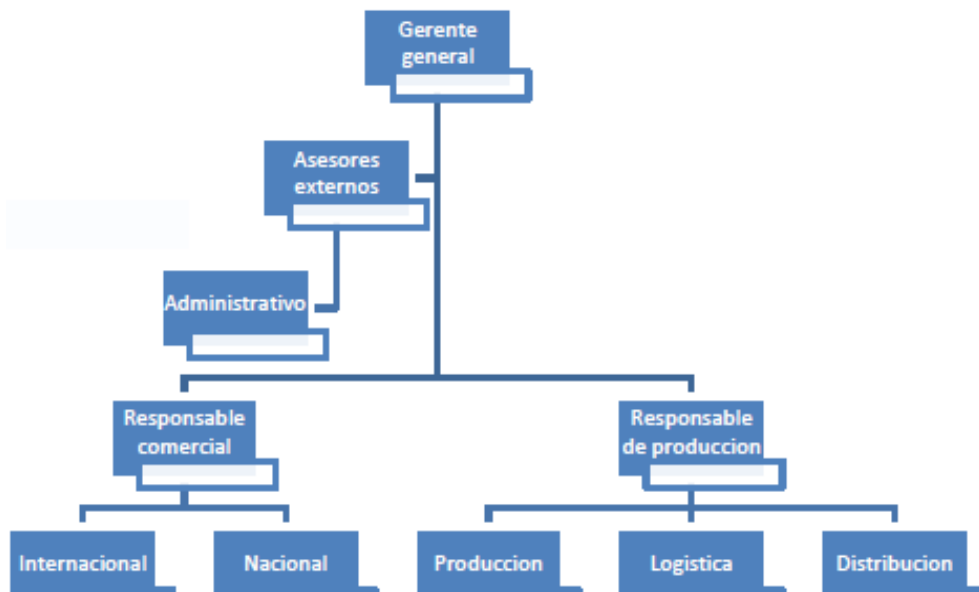 Gerente
general
Asesores
externos
Administrativo
Responsable
comercial
Responsable
de produccion
Internacional
Nacional
Produccion
Logistica
Distribucion